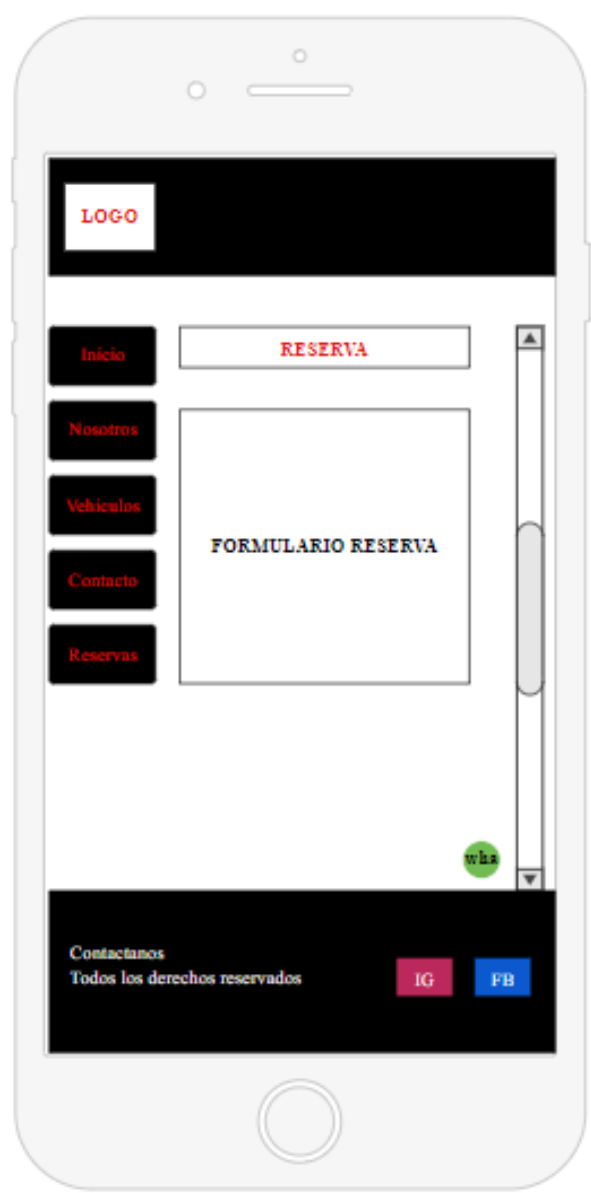 LOGO
Inicio
RESERVA
Nosotros
Vehiculos
FORMULARIO RESERVA
Contacto
Reservas
wha
Contactanos
Todos los derechos reservados
IG
FB